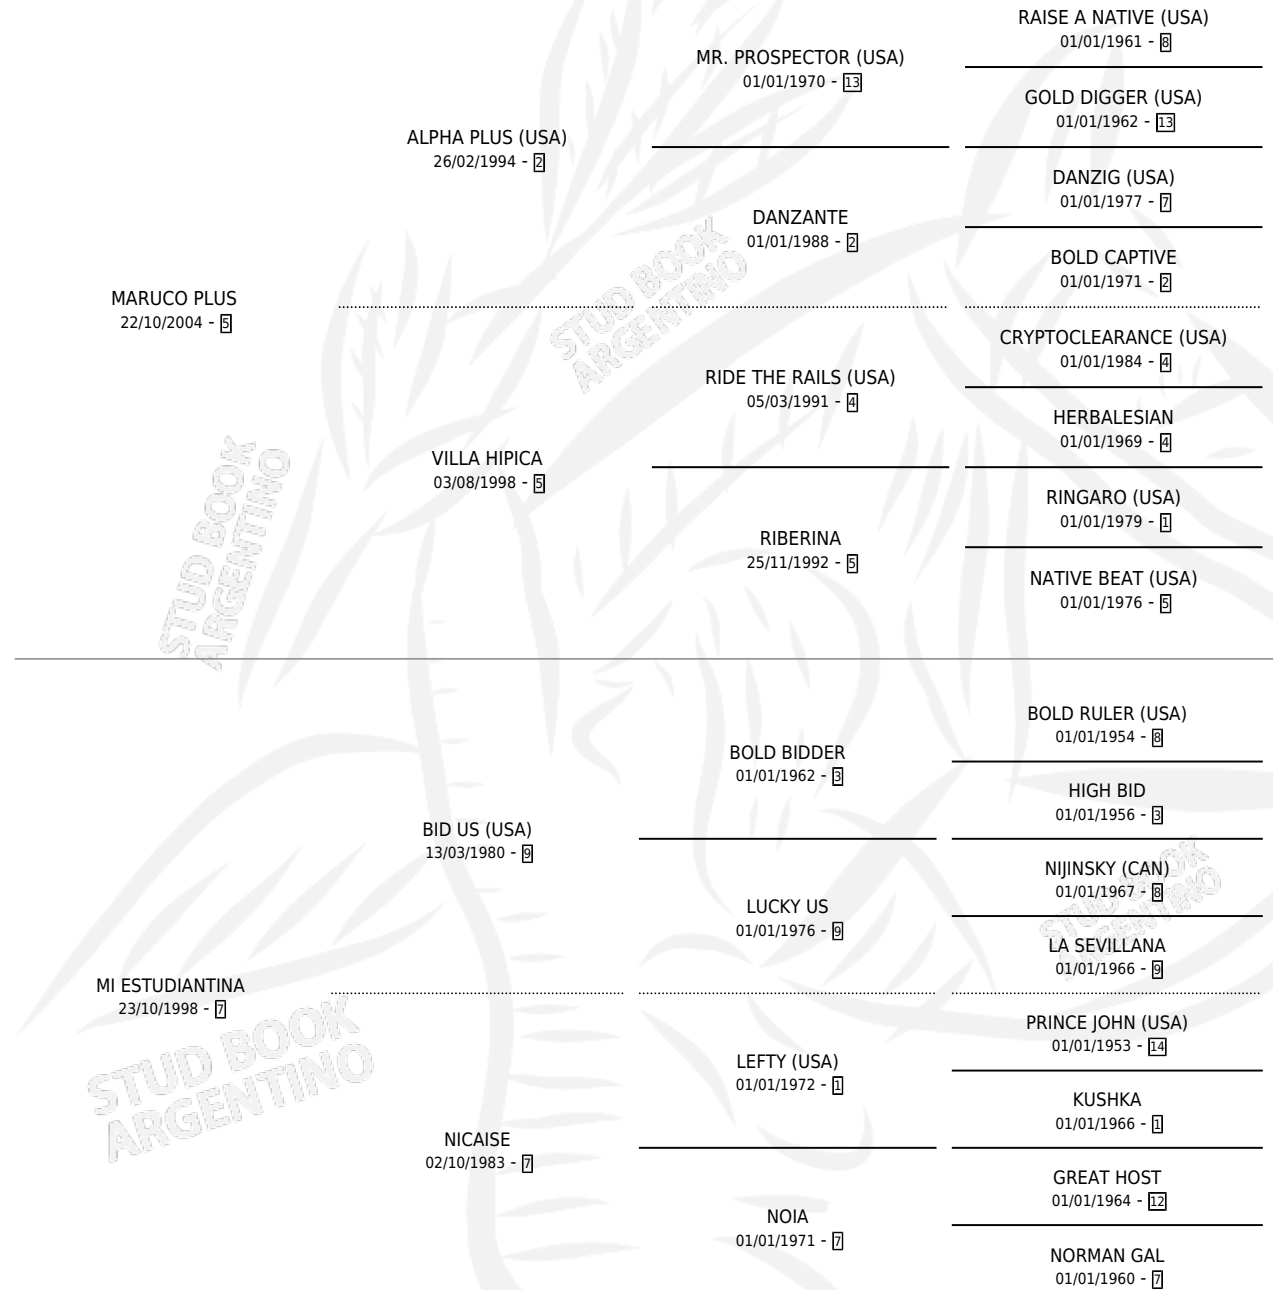 RAISE A NATIVE (USA)
01/01/1961 - 8
MR. PROSPECTOR (USA)
01/01/1970 - 13
GOLD DIGGER (USA)
01/01/1962 - 13
ALPHA PLUS (USA)
26/02/1994 - 2
DANZIG (USA)
01/01/1977 - 7
DANZANTE
01/01/1988 - 2
BOLD CAPTIVE
01/01/1971 - 2
MARUCO PLUS
22/10/2004 - 5
STUD BOOK
ARGENTINO
CRYPTOCLEARANCE (USA)
01/01/1984 - 4
RIDE THE RAILS (USA)
05/03/1991 - 4
HERBALESIAN
01/01/1969 - 4
VILLA HIPICA
03/08/1998 - 5
RINGARO (USA)
01/01/1979 - 1
RIBERINA
25/11/1992 - 5
NATIVE BEAT (USA)
01/01/1976 - 5
STUD BOOK
ARGENTINO
BOLD RULER (USA)
01/01/1954 - 8
BOLD BIDDER
01/01/1962 - 3
HIGH BID
01/01/1956 - 3
BID US (USA)
13/03/1980 - 9
NIJINSKY (CAN)
01/01/1967 - 8
LUCKY US
01/01/1976 - 9
LA SEVILLANA
01/01/1966 - 9
STUD BOOK
ARGENTINO
MI ESTUDIANTINA
23/10/1998 - 7
STUD BOOK
ARGENTINO
PRINCE JOHN (USA)
01/01/1953 - 14
LEFTY (USA)
01/01/1972 - 1
KUSHKA
01/01/1966 - 1
NICAISE
02/10/1983 - 7
GREAT HOST
01/01/1964 - 12
NOIA
01/01/1971 - 7
NORMAN GAL
01/01/1960 - 7